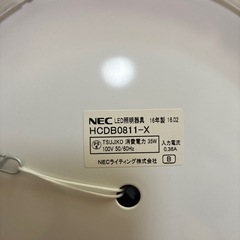 NEC LED照明器具 16年製 16.02
HCDB0811-X
TSUJIKO 消費電力 35W 入力電流
100V 50/60Hz 0.38A
NECライティング株式会社 B